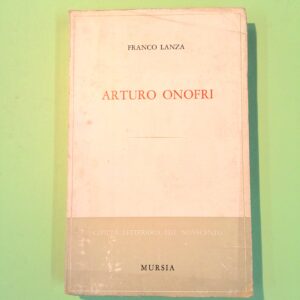 FRANCO LANZA
ARTURO ONOFRI
CIVILTÀ LETTERARIA DEL NOVECENTO
MURSIA